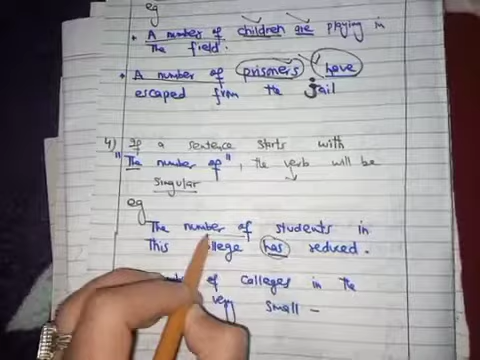 eg
A number of children are playing in
the field.
A number of prisoners have
escaped from the Jail
4) If a sentence starts with
"The number of", the verb will be
singular
eg
The number of students in
This college has reduced.
of Colleges in the
very small –